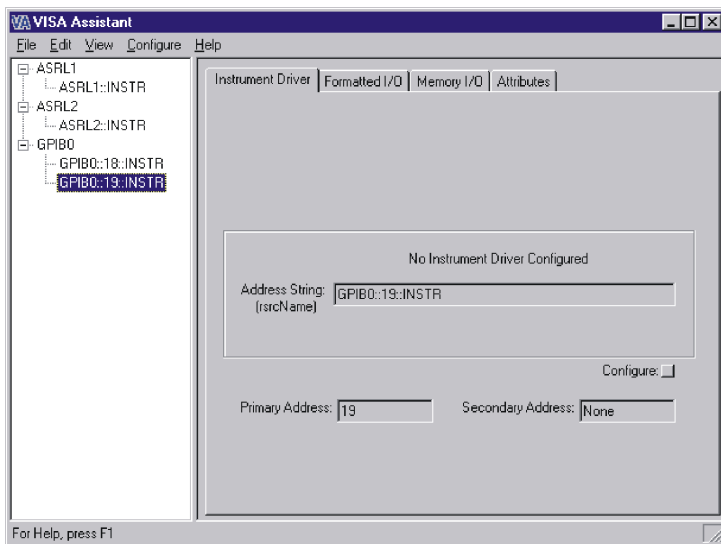 VISA Assistant
File Edit View Configure Help
ASRL1
ASRL1::INSTR
ASRL2
ASRL2::INSTR
GPIB0
GPIB0::18::INSTR
GPIB0::19::INSTR
Instrument Driver Formatted I/O Memory I/O Attributes
No Instrument Driver Configured
Address String: GPIB0::19::INSTR
(rsrcName)
Configure:
Primary Address: 19 Secondary Address: None
For Help, press F1